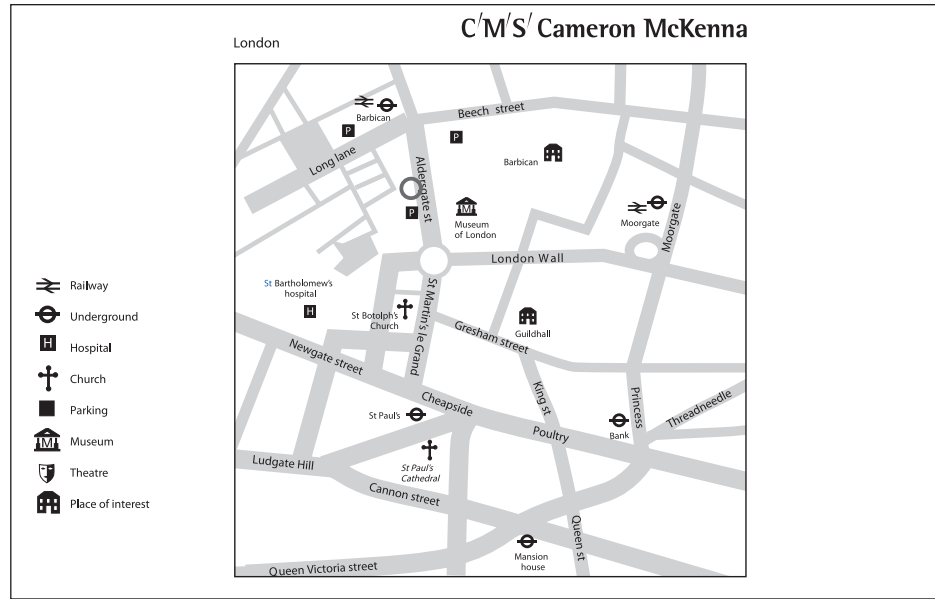 C/M/S/ Cameron McKenna
London
Barbican
P
P
Beech street
Long lane
Barbican
Aldersgate st
P
M
Museum
of London
Moorgate
Moorgate
London Wall
St Bartholomew's
hospital
H
St Botolph's
Church
St Martin's le Grand
Gresham street
Guildhall
Newgate street
Cheapside
King st
Princess
Threadneedle
St Paul's
Poultry
Bank
Ludgate Hill
St Paul's
Cathedral
Cannon street
Queen st
Mansion
house
Queen Victoria street
Railway
Underground
H
Hospital
Church
Parking
M
Museum
Theatre
Place of interest